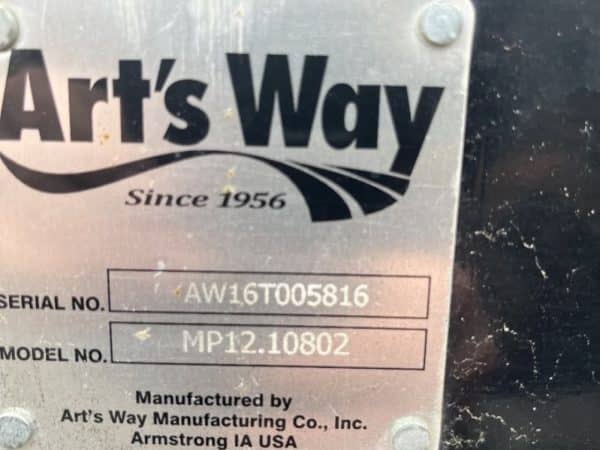 Art's Way
Since 1956
SERIAL NO. AW16T005816
MODEL NO. MP12.10802
Manufactured by
Art's Way Manufacturing Co., Inc.
Armstrong IA USA